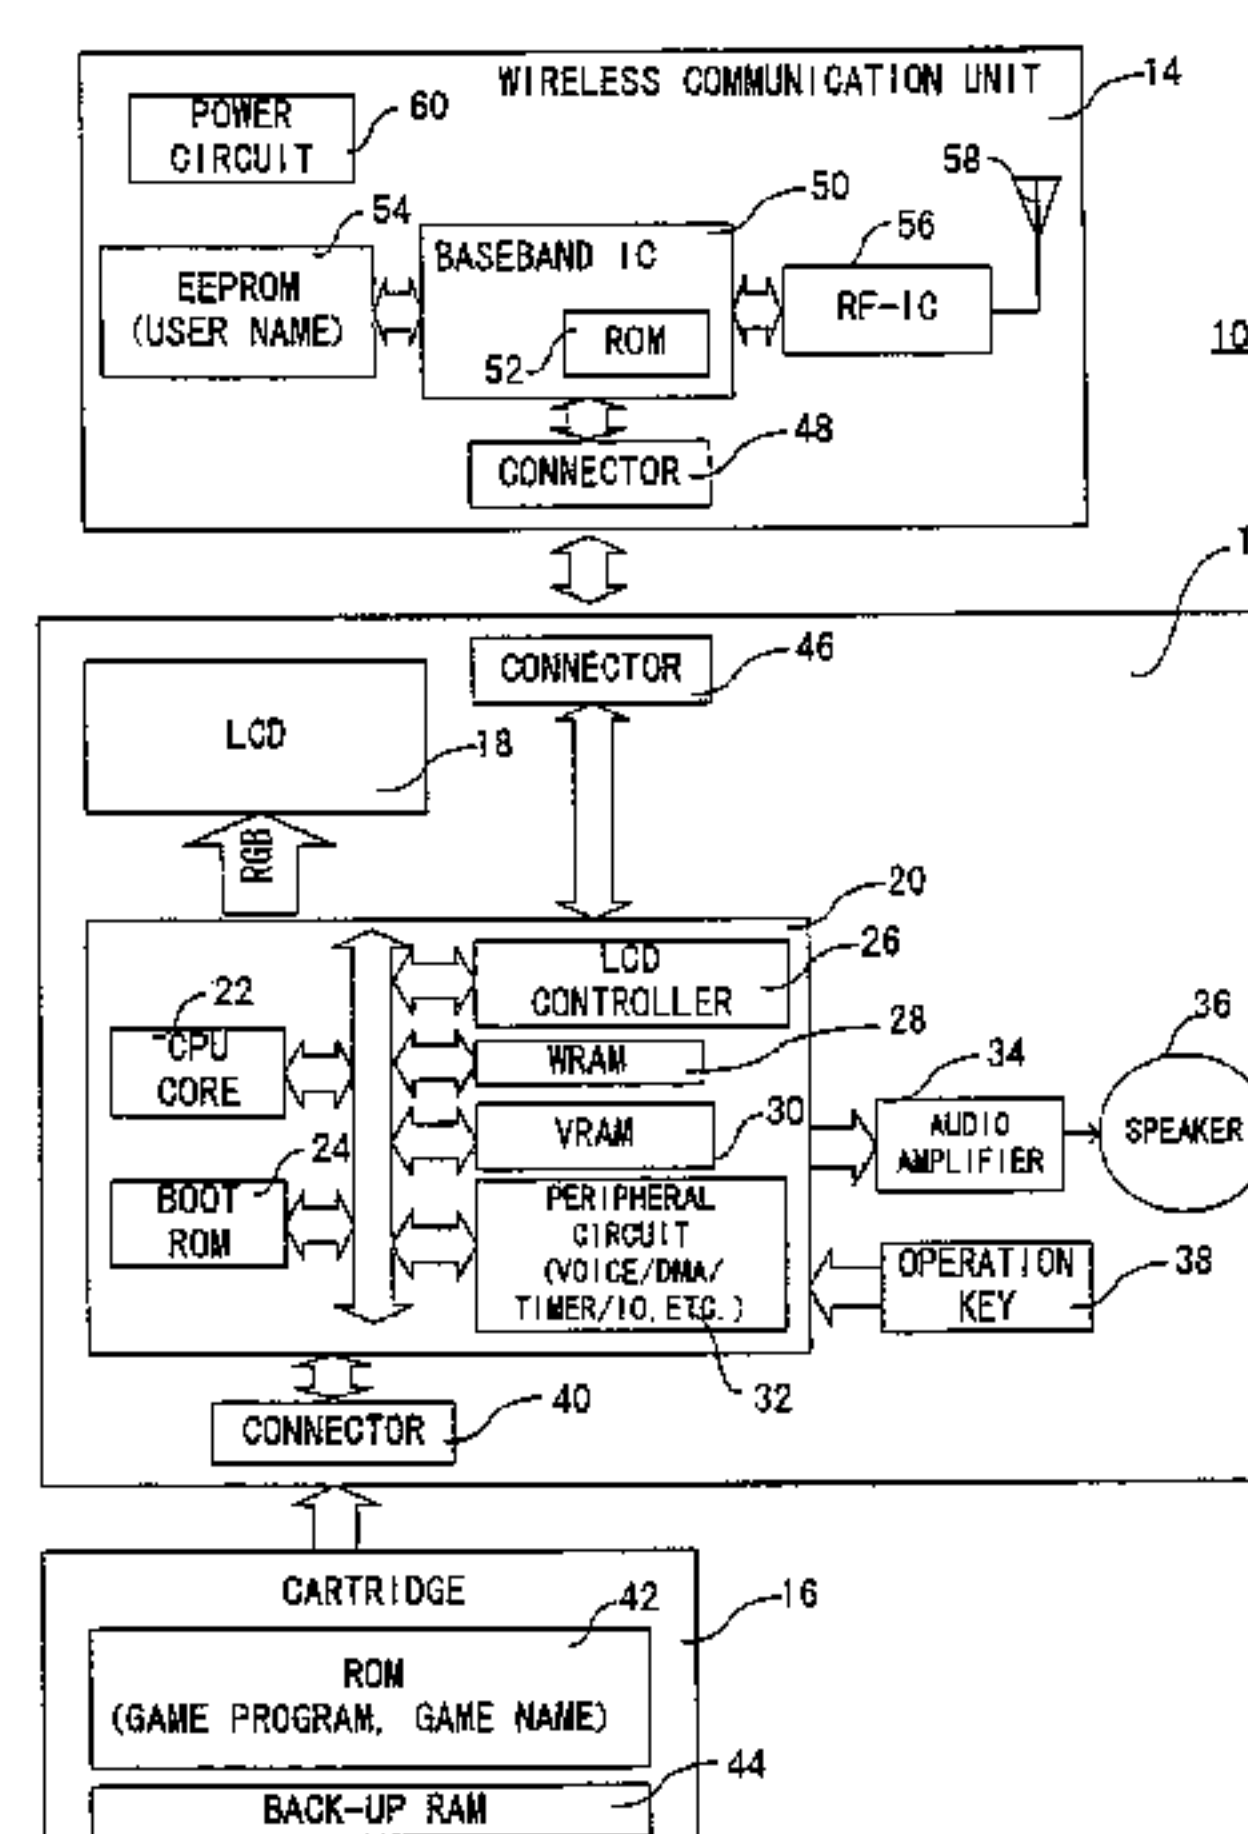 WIRELESS COMMUNICATION UNIT
14
POWER
CIRCUIT
60
58
54
50
56
EEPROM
(USER NAME)
BASEBAND IC
RF-IC
52
ROM
10
48
CONNECTOR
46
CONNECTOR
LCD
18
RGB
20
26
LCD
CONTROLLER
22
CPU
CORE
28
WRAM
36
34
30
VRAM
AUDIO
AMPLIFIER
SPEAKER
24
BOOT
ROM
PERIPHERAL
CIRCUIT
(VOICE/DMA/
TIMER/IO, ETC.)
OPERATION
KEY
38
32
40
CONNECTOR
CARTRIDGE
42
16
ROM
(GAME PROGRAM, GAME NAME)
44
BACK-UP RAM